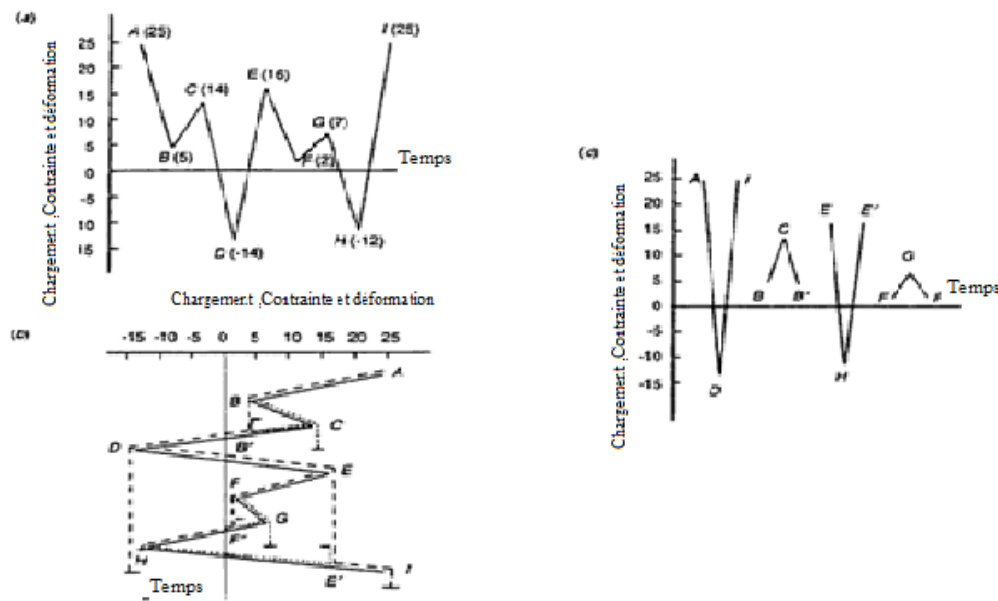 (a)
A (25)
I (25)
25
20
15
10
5
0
-5
10
15
C (14)
E (16)
G (7)
B (5)
F (2)
H (-12)
Temps
Chargement ,Contrainte et déformation
Chargement ,Contrainte et déformation
-15 -10 -5 0 5 10 15 20 25
A
B
C
D
B'
E
F
G
H
E'
I
Temps
(c)
25
20
15
10
5
0
-5
-10
-15
A I
C
B B'
E E'
G
F
D
H
Temps
Chargement ,Contrainte et déformation